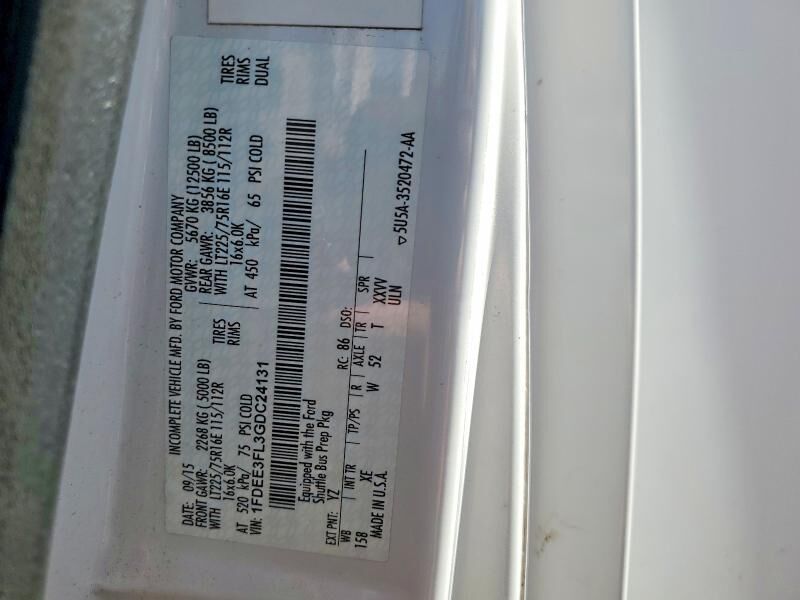 INCOMPLETE VEHICLE MFD. BY FORD MOTOR COMPANY
DATE: 09/15 GVWR: 5670 KG (12500 LB)
FRONT GAWR: 2268 KG (5000 LB) REAR GAWR: 3856 KG (8500 LB)
WITH LT225/75R16E 115/112R TIRES WITH LT225/75R16E 115/112R TIRES
16x6.0K RIMS 16x6.0K RIMS
AT 520 kPa/ 75 PSI COLD AT 450 kPa/ 65 PSI COLD DUAL
VIN: 1FDEE3FL3GDC24131
Equipped with the Ford
Shuttle Bus Prep Pkg
EXT PNT: YZ RC: 86 DSO:
WB INT TR TP/PS R AXLE TR SPR
158 XE W 52 T XXVV
MADE IN U.S.A. ULN
5U5A-3520472-AA